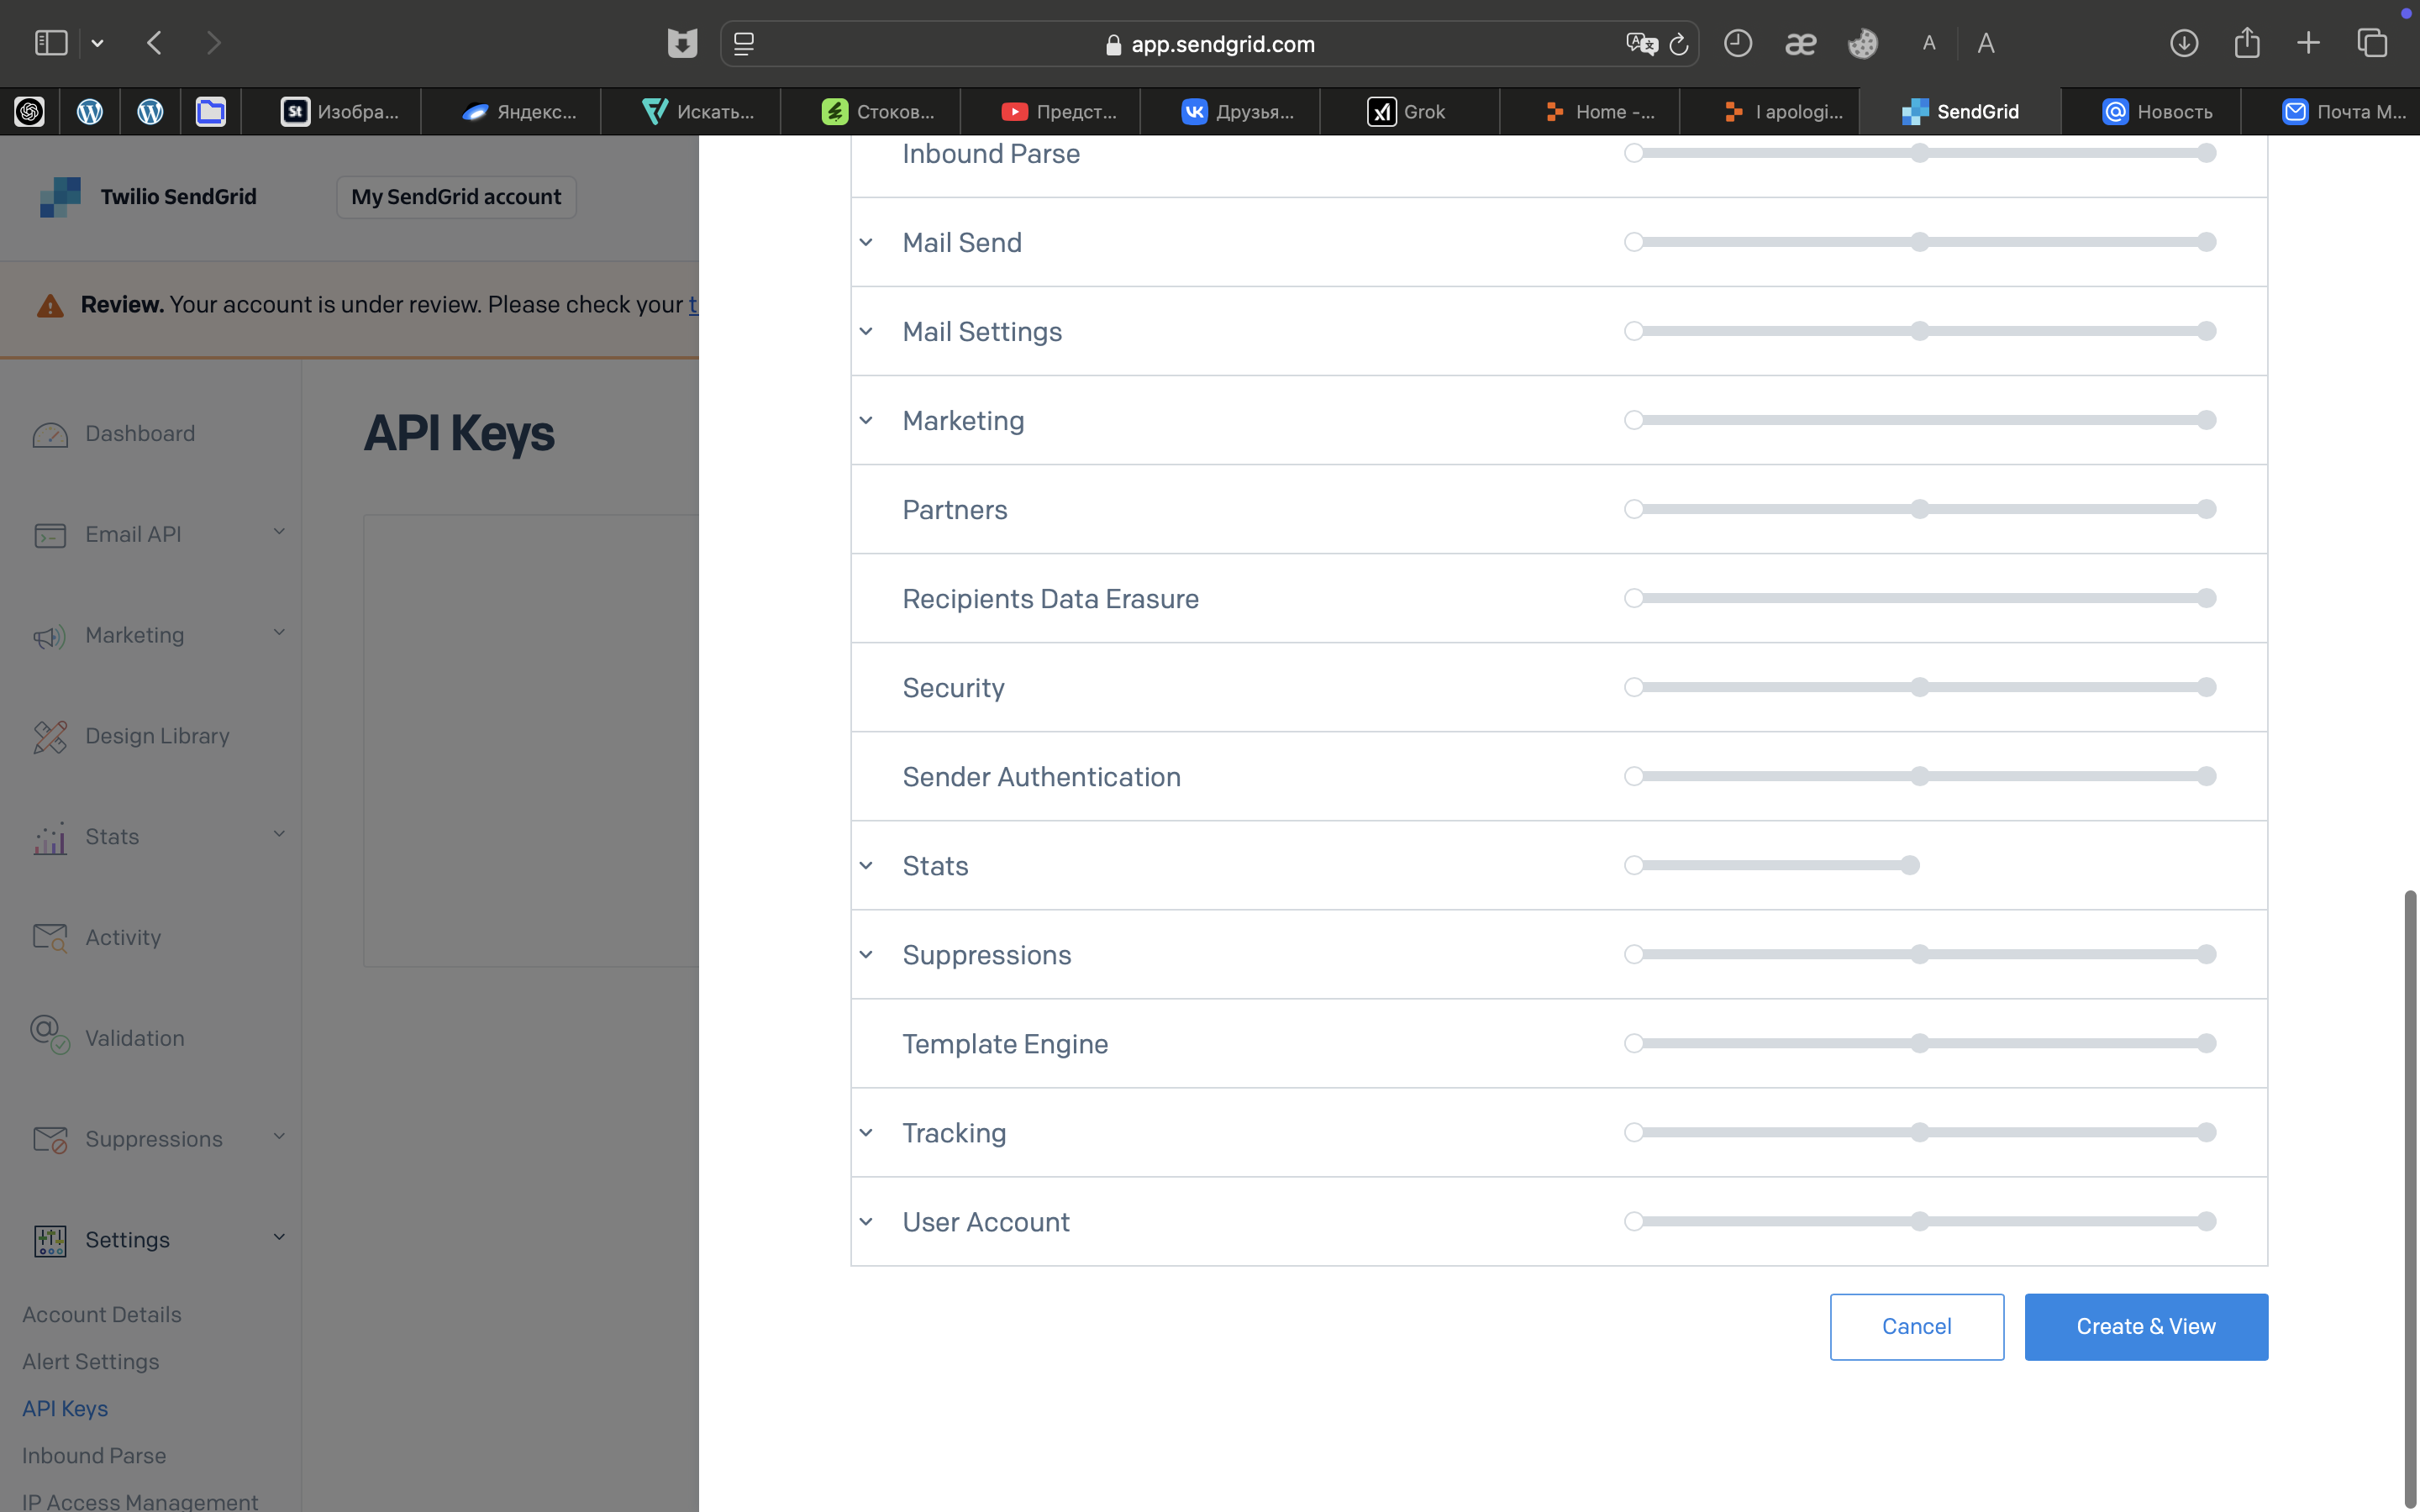 app.sendgrid.com
A
A
St Изобра...
Яндекс...
Искать...
Стоков...
Предст...
Друзья...
Grok
Home -...
I apologi...
SendGrid
Новость
Почта М...
Twilio SendGrid
My SendGrid account
Review. Your account is under review. Please check your t
Dashboard
Email API
Marketing
Design Library
Stats
Activity
Validation
Suppressions
Settings
Account Details
Alert Settings
API Keys
Inbound Parse
IP Access Management
API Keys
Inbound Parse
Mail Send
Mail Settings
Marketing
Partners
Recipients Data Erasure
Security
Sender Authentication
Stats
Suppressions
Template Engine
Tracking
User Account
Cancel
Create & View